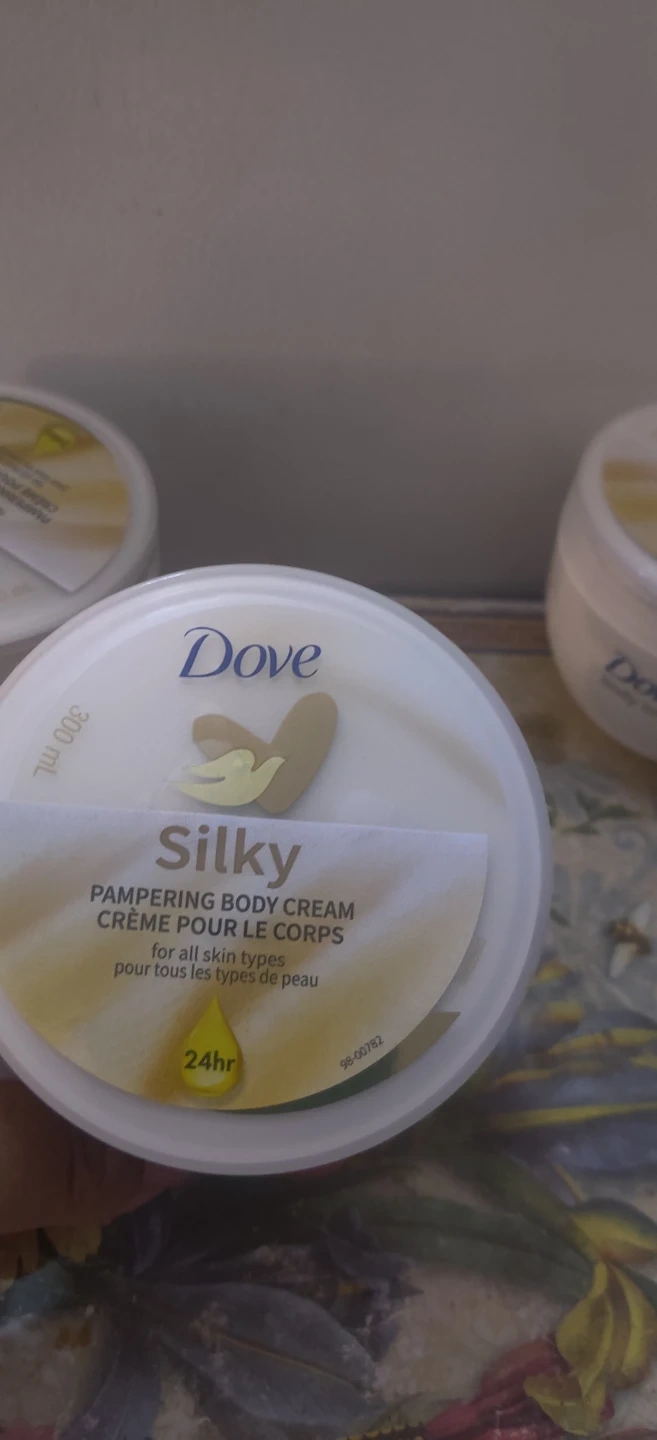 Dove
300 mL
Silky
PAMPERING BODY CREAM
CRÈME POUR LE CORPS
for all skin types
pour tous les types de peau
24hr
98-00782